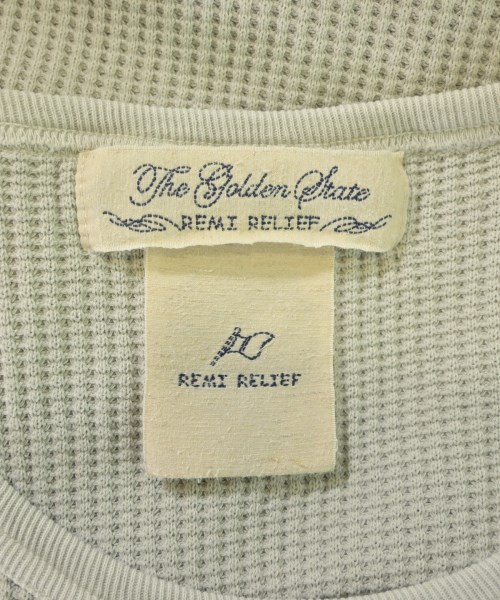 The Golden State
REMI RELIEF
REMI RELIEF